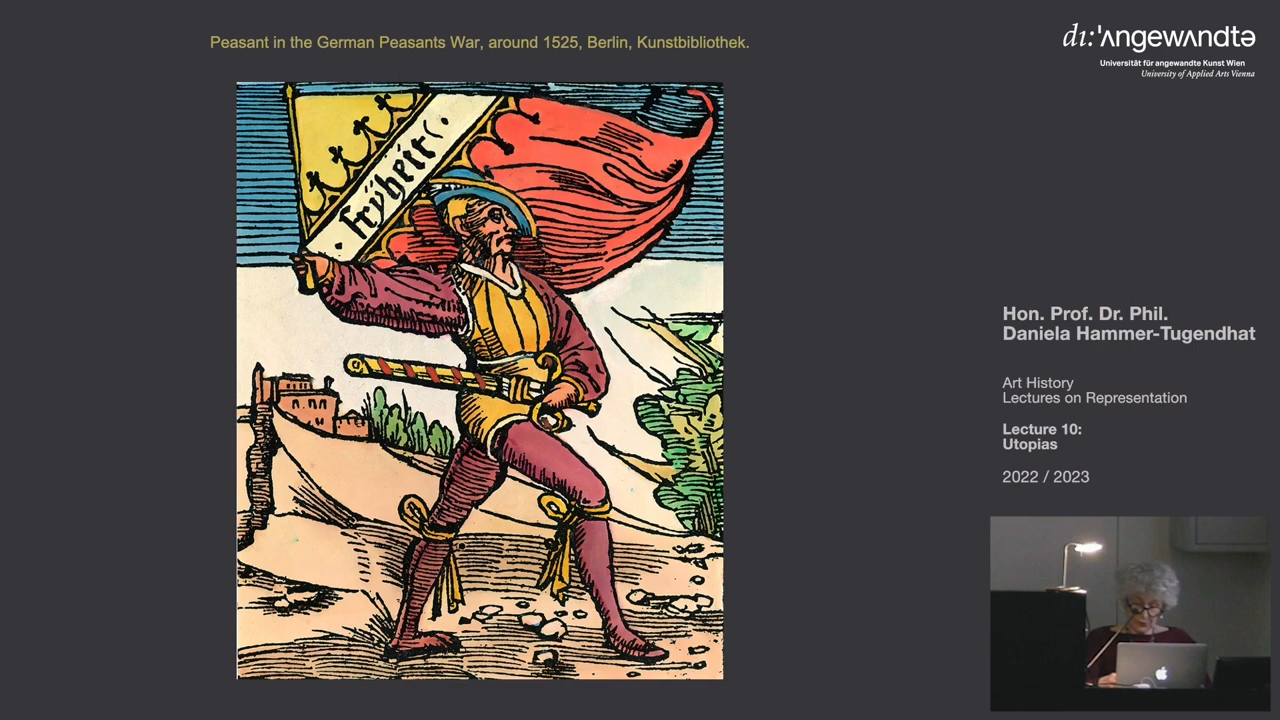 Peasant in the German Peasants War, around 1525, Berlin, Kunstbibliothek.
dı:'ʌngewʌndtə
Universität für angewandte Kunst Wien
University of Applied Arts Vienna
Fryheit
Hon. Prof. Dr. Phil.
Daniela Hammer-Tugendhat
Art History
Lectures on Representation
Lecture 10:
Utopias
2022 / 2023